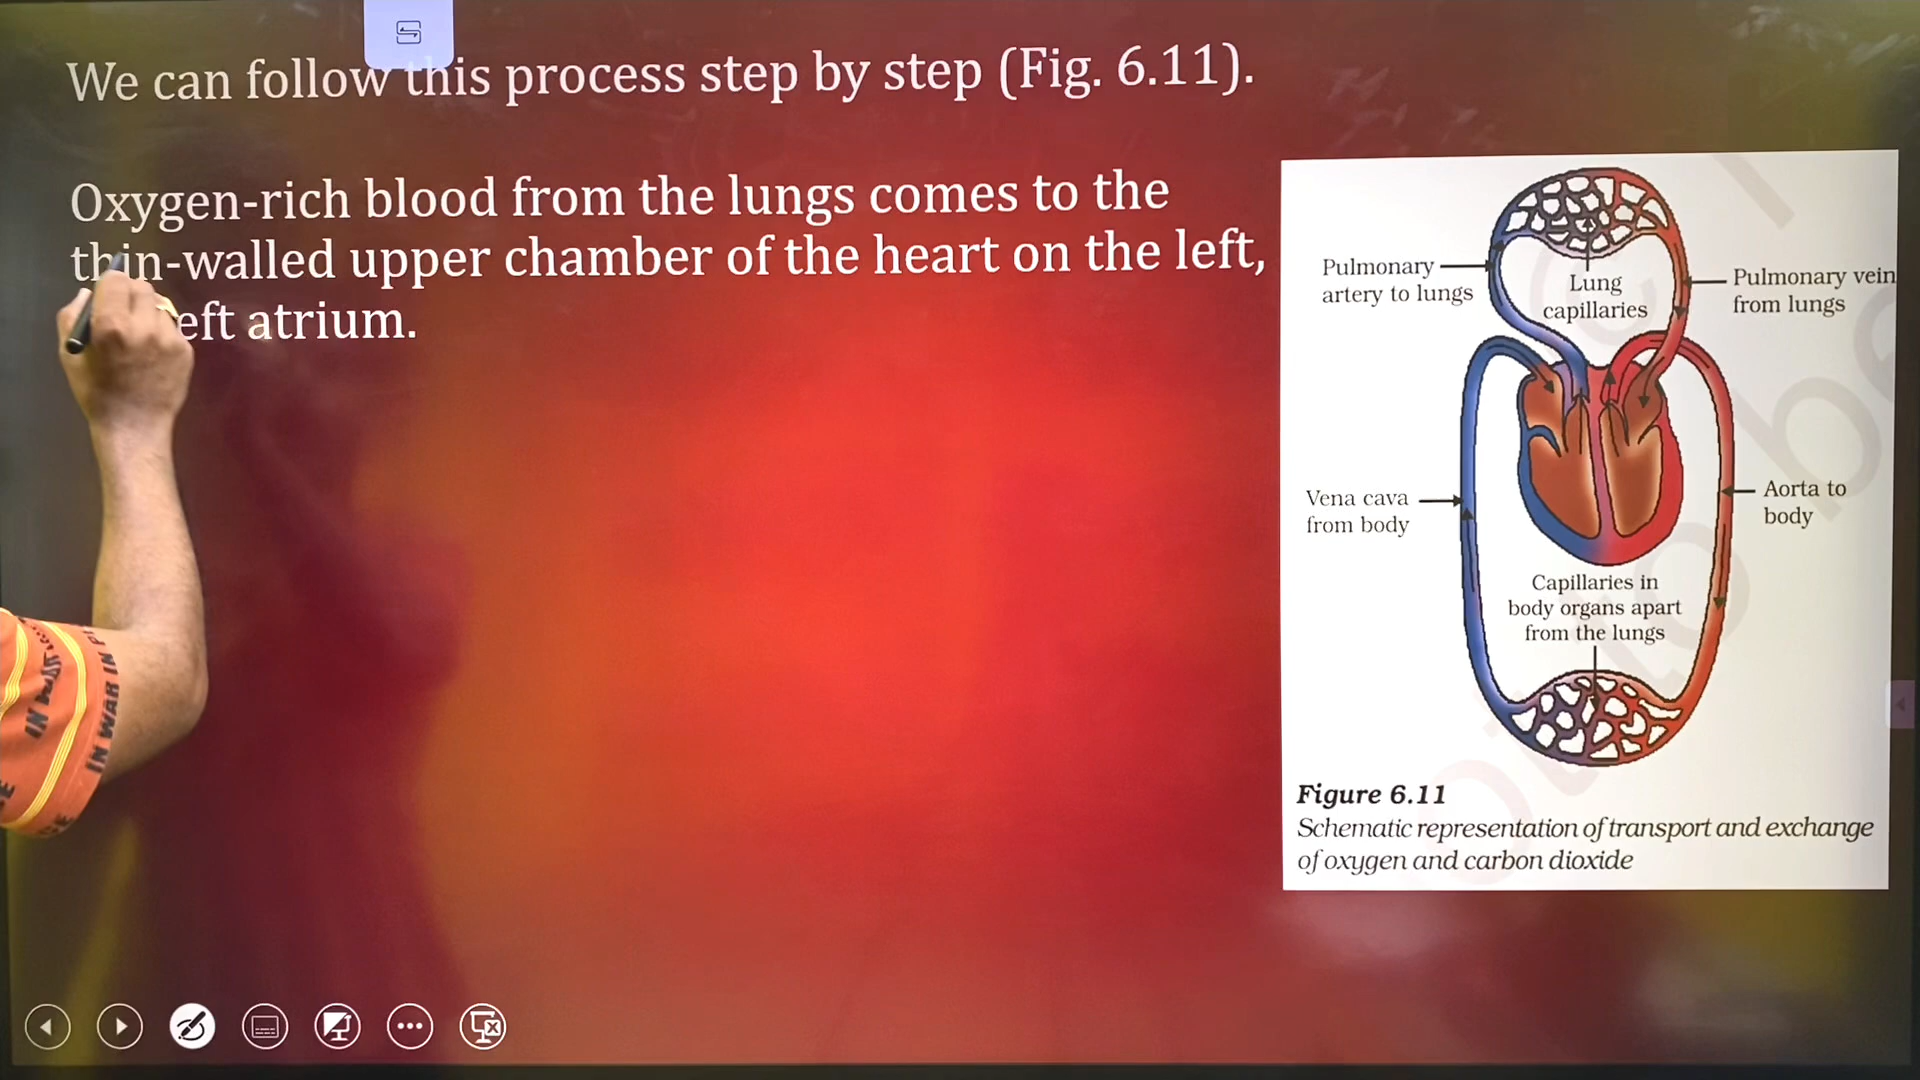 We can follow this process step by step (Fig. 6.11).
Oxygen-rich blood from the lungs comes to the
thin-walled upper chamber of the heart on the left,
eft atrium.
Pulmonary
artery to lungs
Lung
capillaries
Pulmonary vein
from lungs
Vena cava
from body
Aorta to
body
Capillaries in
body organs apart
from the lungs
Figure 6.11
Schematic representation of transport and exchange
of oxygen and carbon dioxide
IN WAR IN